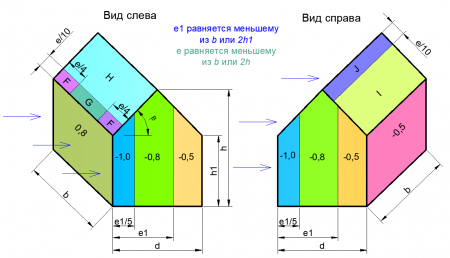 Вид слева
Вид справа
e1 равняется меньшему
из b или 2h1
e равняется меньшему
из b или 2h
e/10
e/4
H
F
G
e/4
F
β
0,8
-1,0
-0,8
-0,5
b
h1
h
e1/5
e1
d
e/10
J
I
-1,0
-0,8
-0,5
-0,5
b
e1/5
e1
d